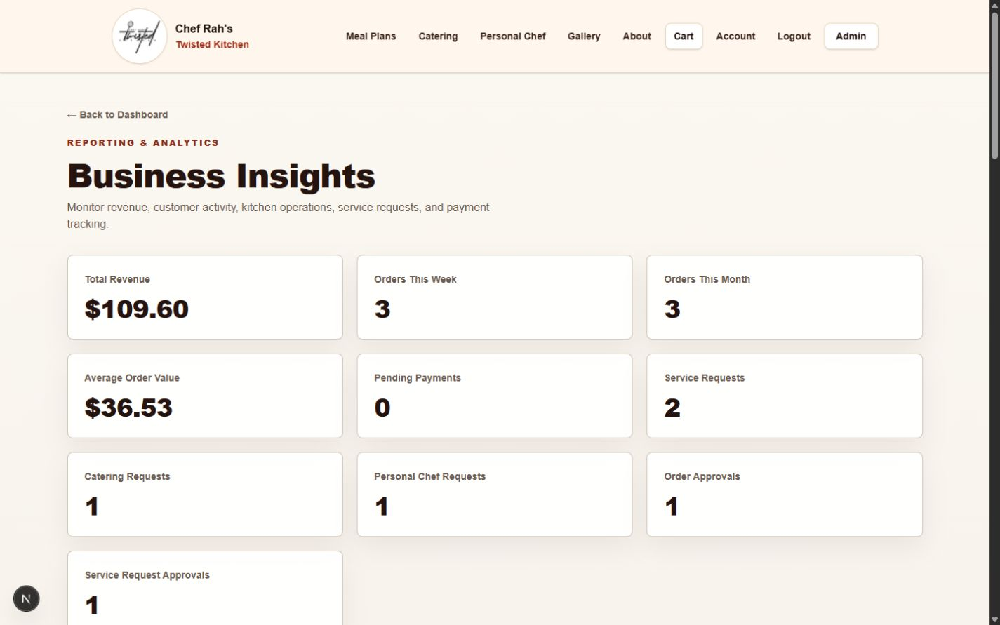 twisted
Chef Rah's
Twisted Kitchen
Meal Plans
Catering
Personal Chef
Gallery
About
Cart
Account
Logout
Admin
← Back to Dashboard
REPORTING & ANALYTICS
Business Insights
Monitor revenue, customer activity, kitchen operations, service requests, and payment
tracking.
Total Revenue
$109.60
Orders This Week
3
Orders This Month
3
Average Order Value
$36.53
Pending Payments
0
Service Requests
2
Catering Requests
1
Personal Chef Requests
1
Order Approvals
1
Service Request Approvals
1
N